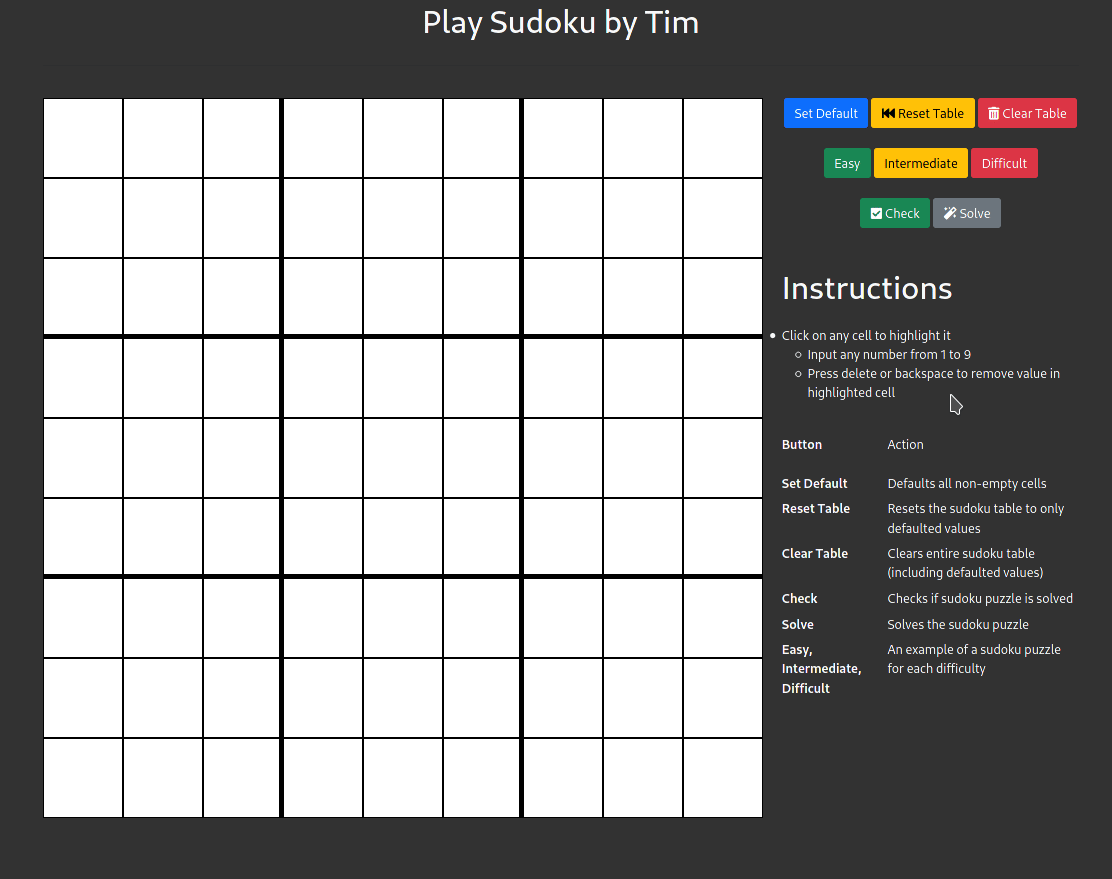 Play Sudoku by Tim
Set Default Reset Table Clear Table
Easy Intermediate Difficult
Check Solve
Instructions
Click on any cell to highlight it
Input any number from 1 to 9
Press delete or backspace to remove value in
highlighted cell
Button Action
Set Default Defaults all non-empty cells
Reset Table Resets the sudoku table to only
defaulted values
Clear Table Clears entire sudoku table
(including defaulted values)
Check Checks if sudoku puzzle is solved
Solve Solves the sudoku puzzle
Easy, An example of a sudoku puzzle
Intermediate, for each difficulty
Difficult